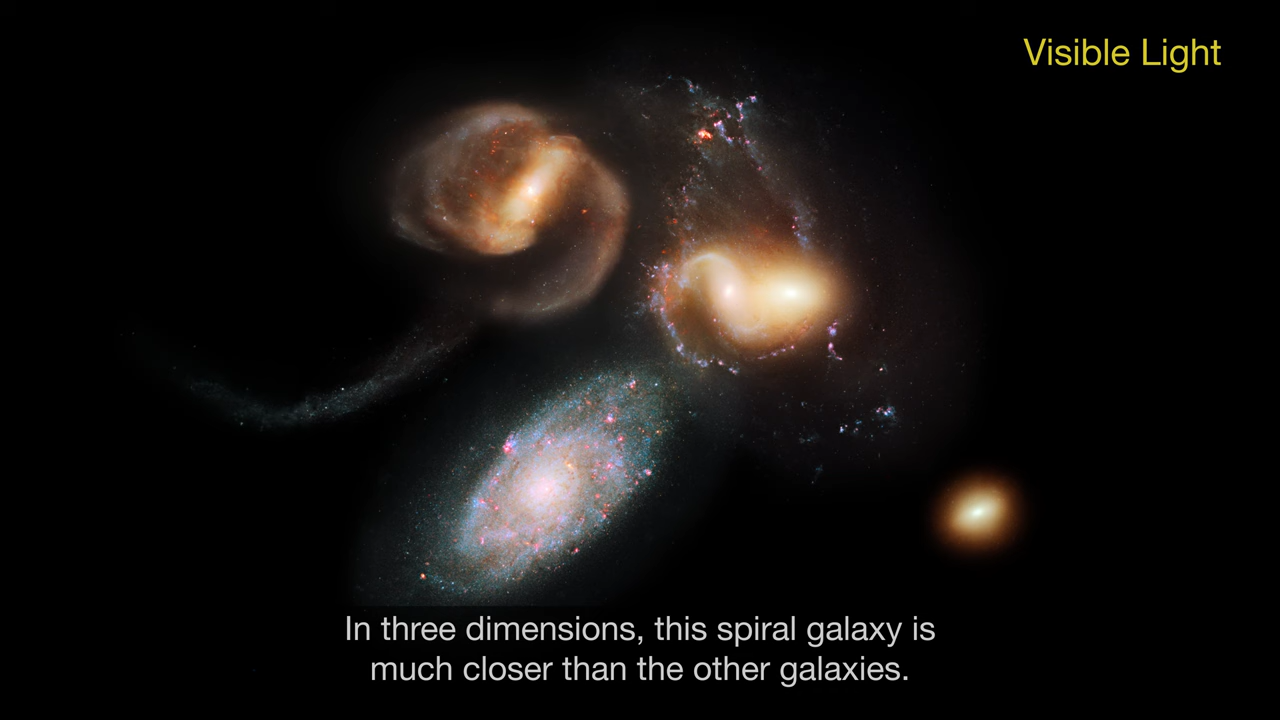 Visible Light
In three dimensions, this spiral galaxy is
much closer than the other galaxies.